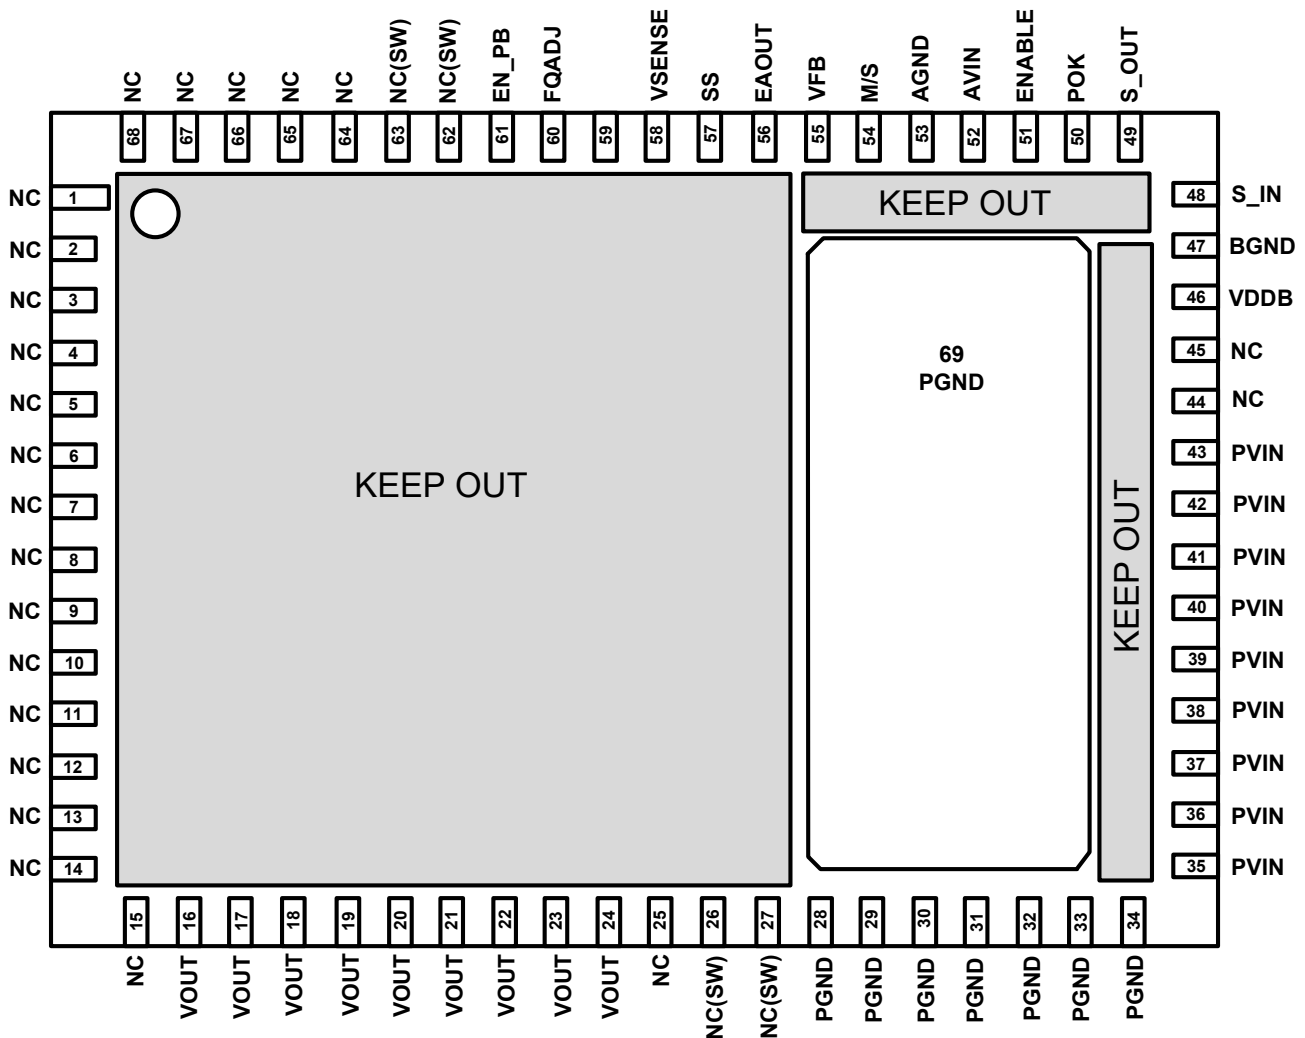 NC NC NC NC NC NC(SW) NC(SW) EN_PB FQADJ VSENSE SS EAOUT VFB M/S AGND AVIN ENABLE POK S_OUT
68 67 66 65 64 63 62 61 60 59 58 57 56 55 54 53 52 51 50 49
NC 1
NC 2
NC 3
NC 4
NC 5
NC 6
NC 7
NC 8
NC 9
NC 10
NC 11
NC 12
NC 13
NC 14
KEEP OUT
KEEP OUT
69
PGND
KEEP OUT
48 S_IN
47 BGND
46 VDDB
45 NC
44 NC
43 PVIN
42 PVIN
41 PVIN
40 PVIN
39 PVIN
38 PVIN
37 PVIN
36 PVIN
35 PVIN
15 16 17 18 19 20 21 22 23 24 25 26 27 28 29 30 31 32 33 34
NC VOUT VOUT VOUT VOUT VOUT VOUT VOUT VOUT VOUT NC NC(SW) NC(SW) PGND PGND PGND PGND PGND PGND PGND